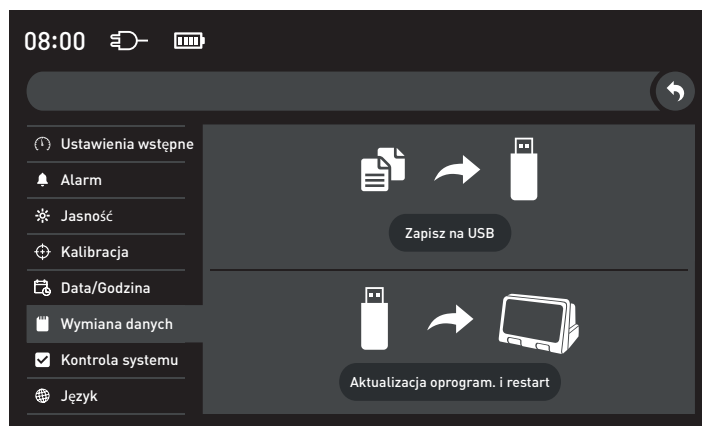 08:00
Ustawienia wstępne
Alarm
Jasność
Kalibracja
Data/Godzina
Wymiana danych
Kontrola systemu
Język
Zapisz na USB
Aktualizacja oprogram. i restart